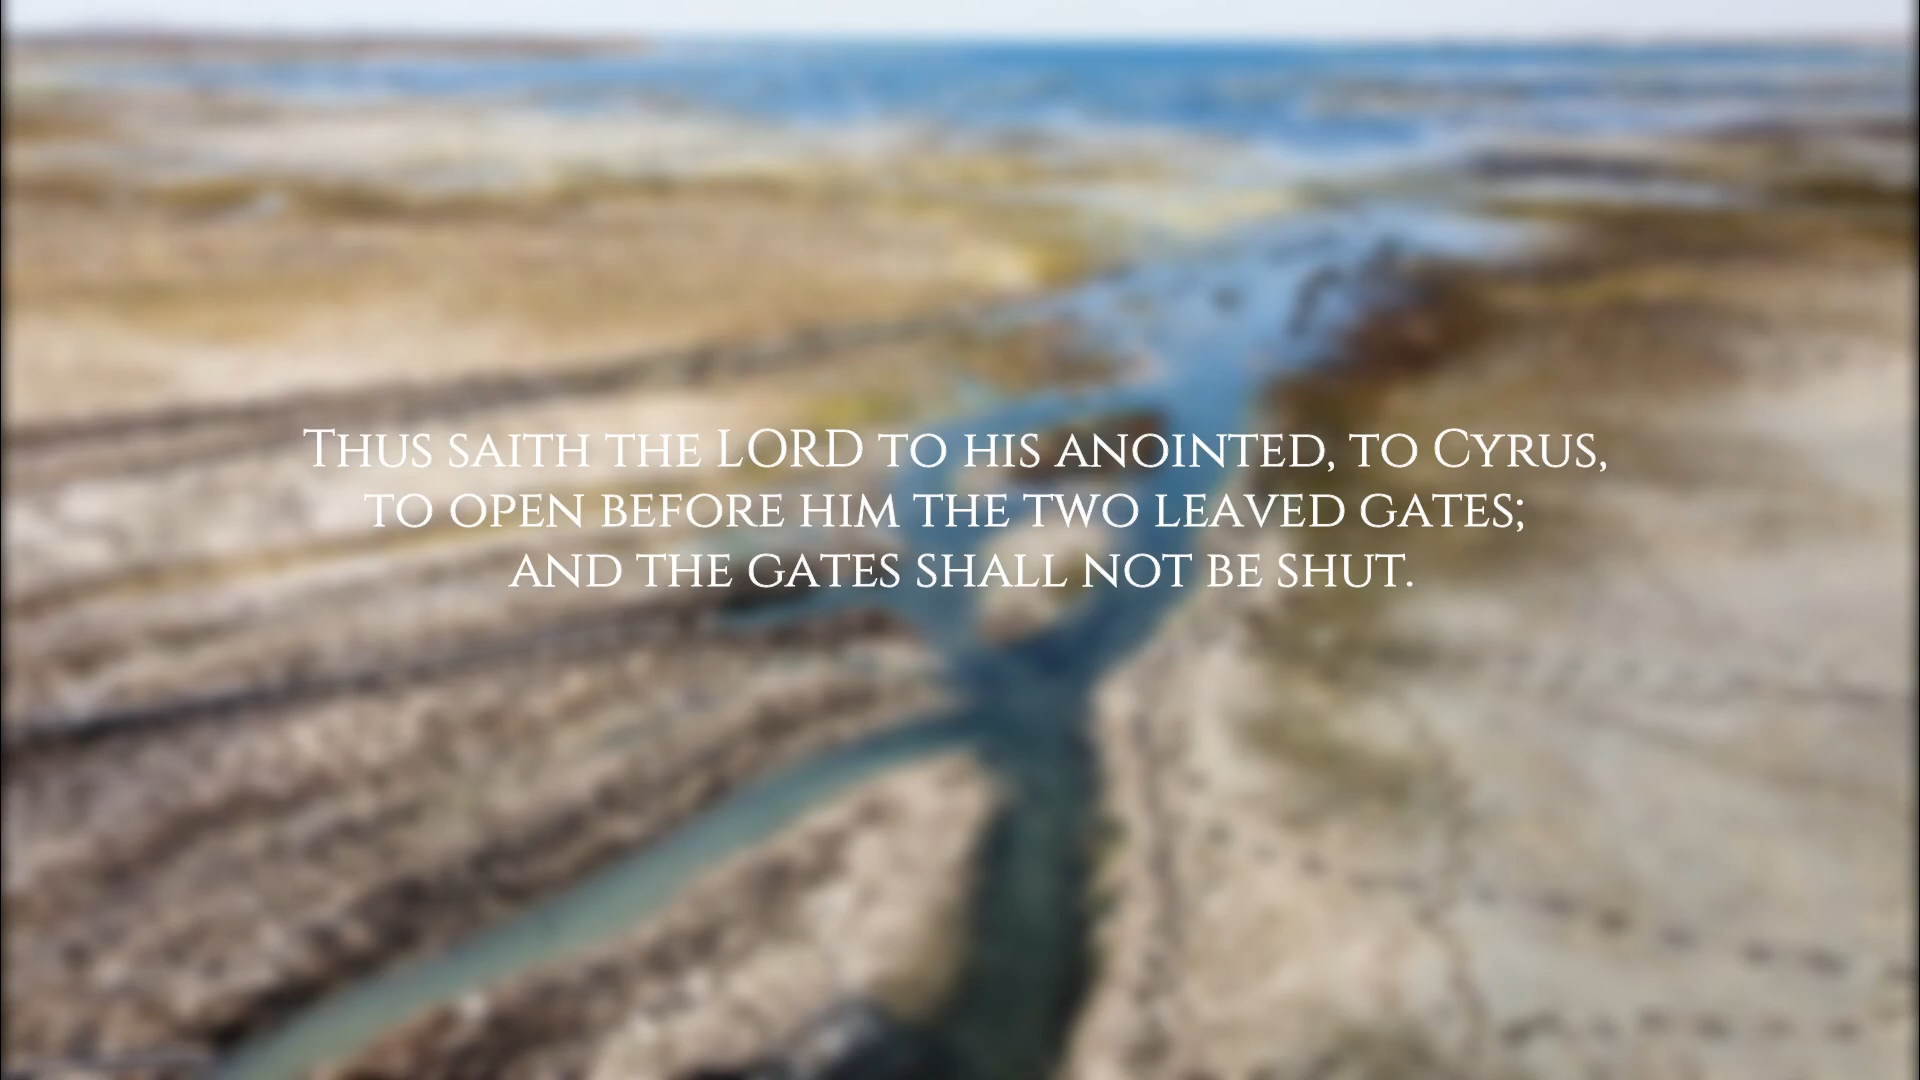 Thus saith the LORD to his anointed, to Cyrus,
to open before him the two leaved gates;
and the gates shall not be shut.